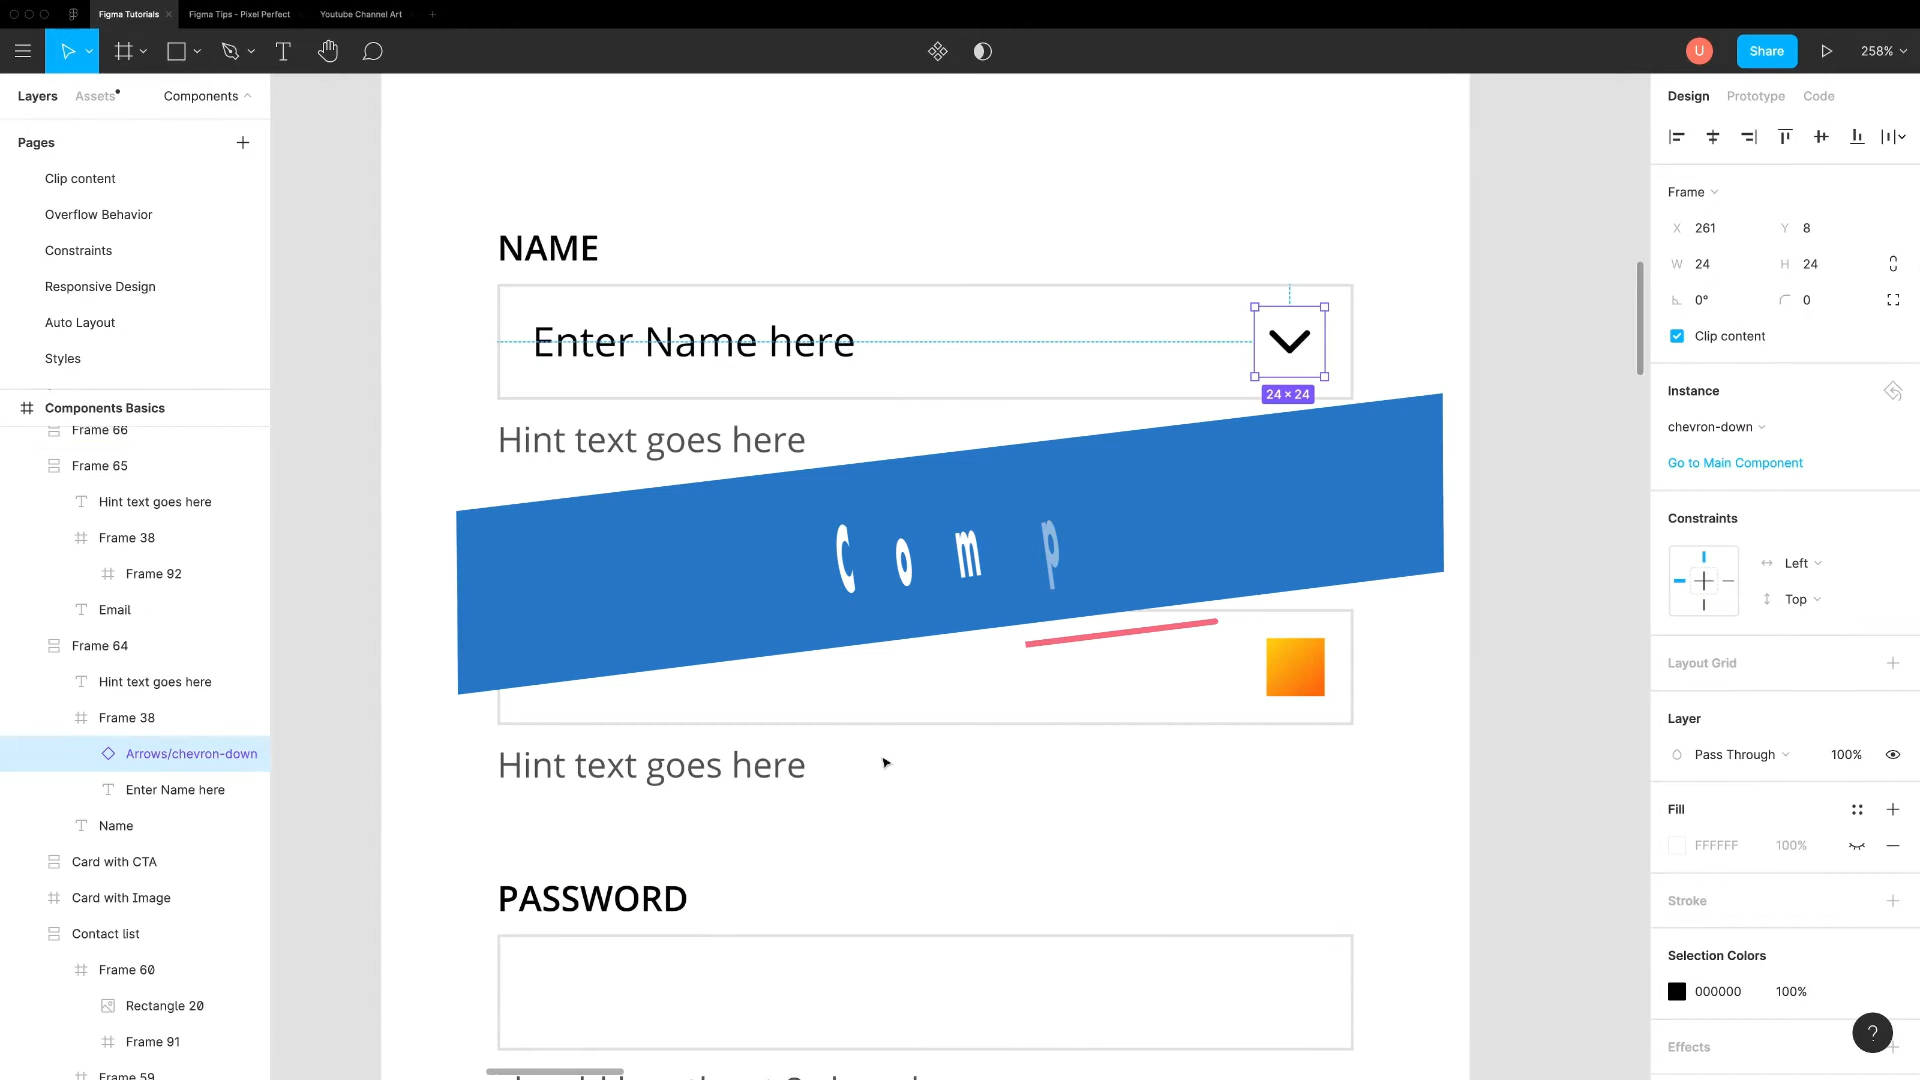 Figma Tutorials
Figma Tips - Pixel Perfect
Youtube Channel Art
U
Share
258%
Layers
Assets
Components
Pages
Clip content
Overflow Behavior
Constraints
Responsive Design
Auto Layout
Styles
Components Basics
Frame 66
Frame 65
Hint text goes here
Frame 38
Frame 92
Email
Frame 64
Hint text goes here
Frame 38
Arrows/chevron-down
Enter Name here
Name
Card with CTA
Card with Image
Contact list
Frame 60
Rectangle 20
Frame 91
Frame 59
NAME
Enter Name here
24 × 24
Hint text goes here
Comp
Hint text goes here
PASSWORD
Design
Prototype
Code
Frame
X 261
Y 8
W 24
H 24
0°
0
Clip content
Instance
chevron-down
Go to Main Component
Constraints
Left
Top
Layout Grid
Layer
Pass Through
100%
Fill
FFFFFF
100%
Stroke
Selection Colors
000000
100%
?
Effects